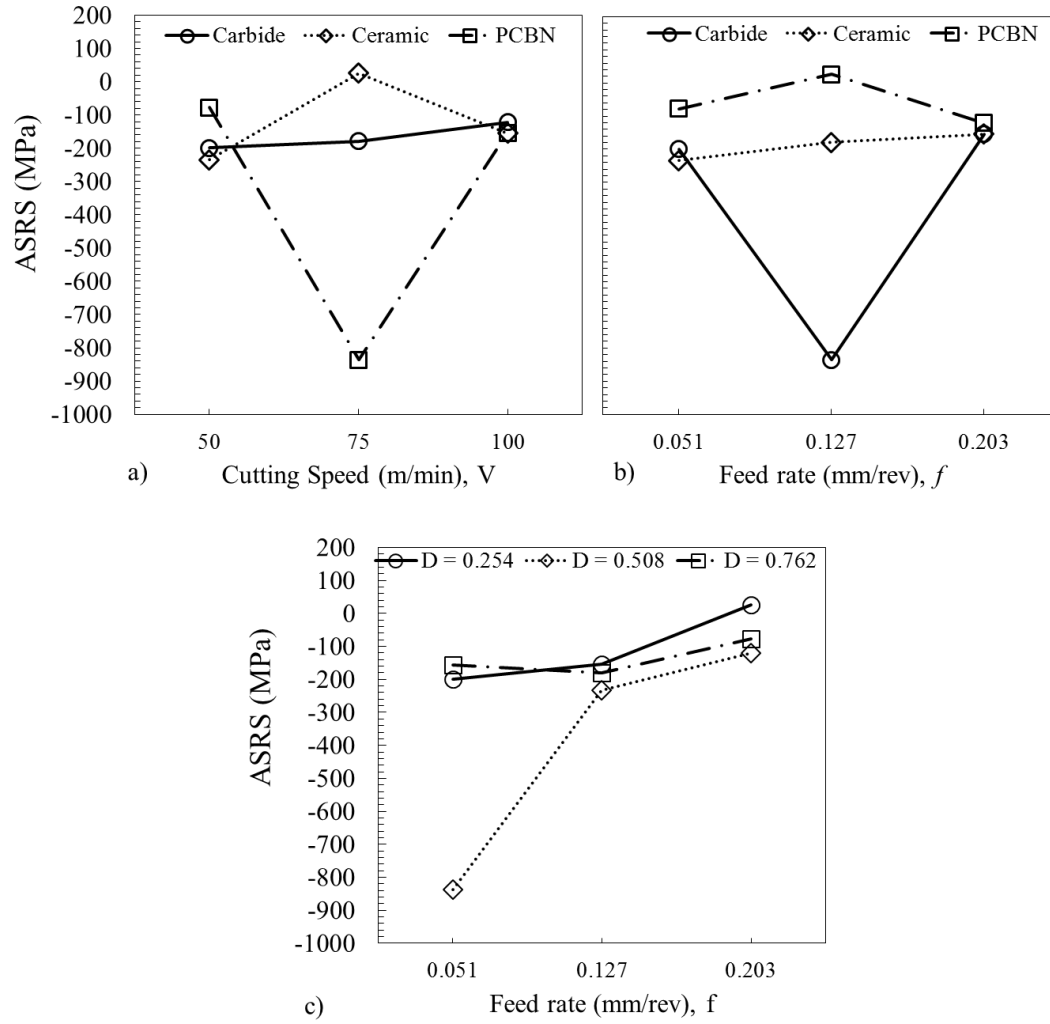 Carbide Ceramic PCBN
200
100
0
-100
-200
-300
-400
-500
-600
-700
-800
-900
-1000
ASRS (MPa)
50 75 100
a) Cutting Speed (m/min), V
Carbide Ceramic PCBN
0.051 0.127 0.203
b) Feed rate (mm/rev), f
D = 0.254 D = 0.508 D = 0.762
200
100
0
-100
-200
-300
-400
-500
-600
-700
-800
-900
-1000
ASRS (MPa)
0.051 0.127 0.203
c) Feed rate (mm/rev), f